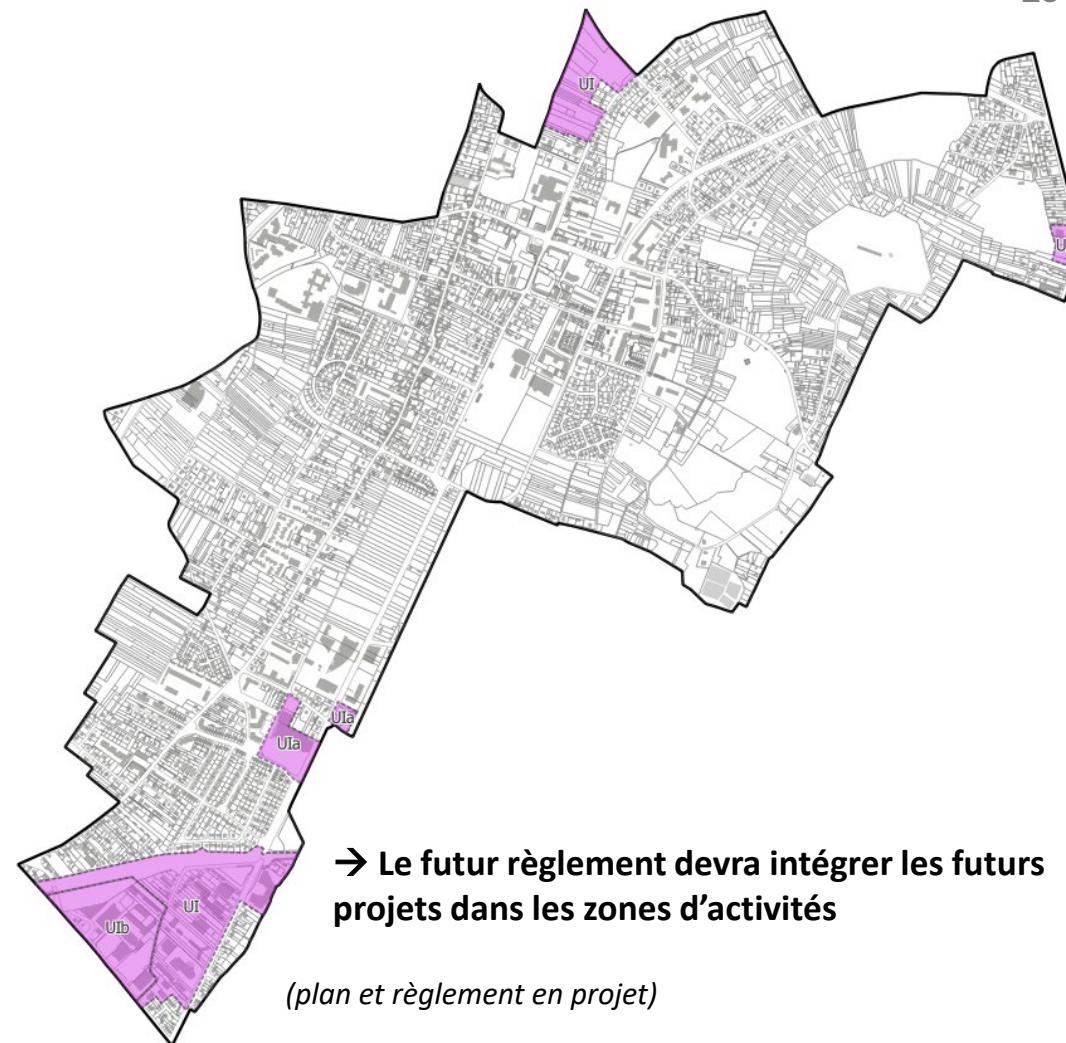 UI
UIa
UIa
UI
UIb
→ Le futur règlement devra intégrer les futurs
projets dans les zones d’activités
(plan et règlement en projet)